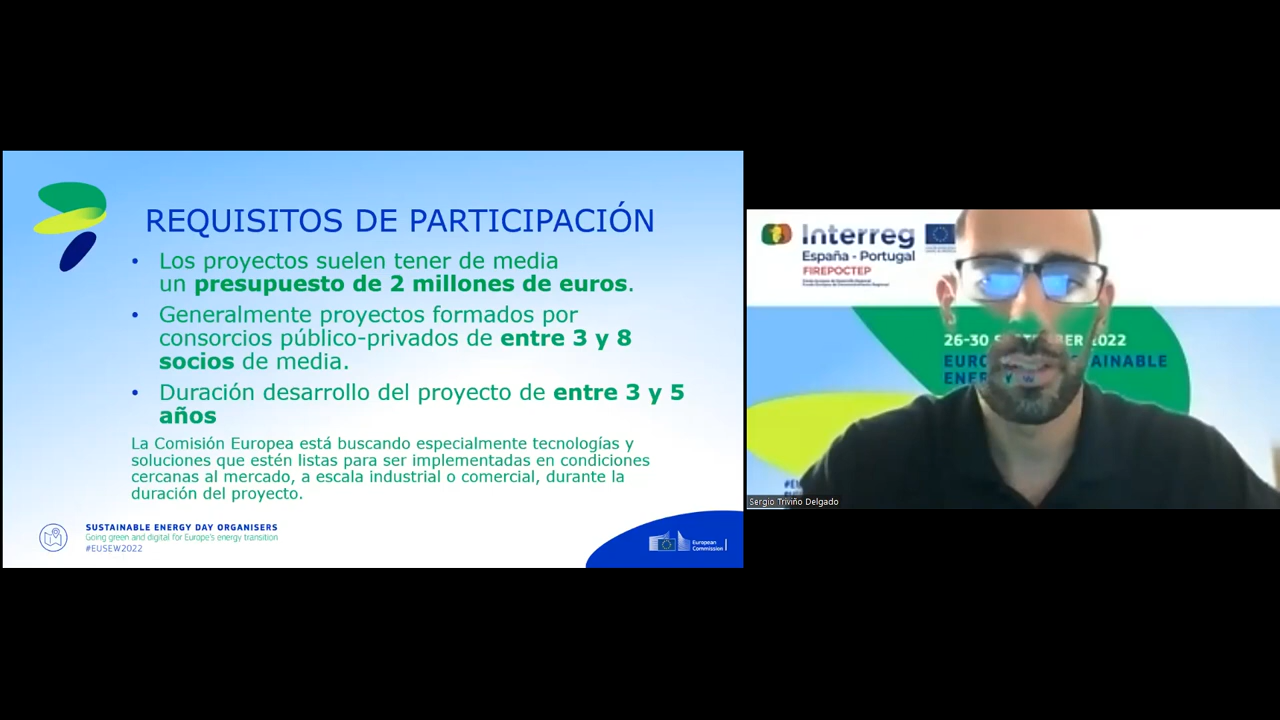 REQUISITOS DE PARTICIPACIÓN
• Los proyectos suelen tener de media
un presupuesto de 2 millones de euros.
• Generalmente proyectos formados por
consorcios público-privados de entre 3 y 8
socios de media.
• Duración desarrollo del proyecto de entre 3 y 5
años
La Comisión Europea está buscando especialmente tecnologías y
soluciones que estén listas para ser implementadas en condiciones
cercanas al mercado, a escala industrial o comercial, durante la
duración del proyecto.
SUSTAINABLE ENERGY DAY ORGANISERS
Going green and digital for Europe's energy transition
#EUSEW2022
European
Commission
Interreg
España - Portugal
FIREPOCTEP
26-30 S 2022
EURO AINABLE
ENER
Sergio Triviño Delgado